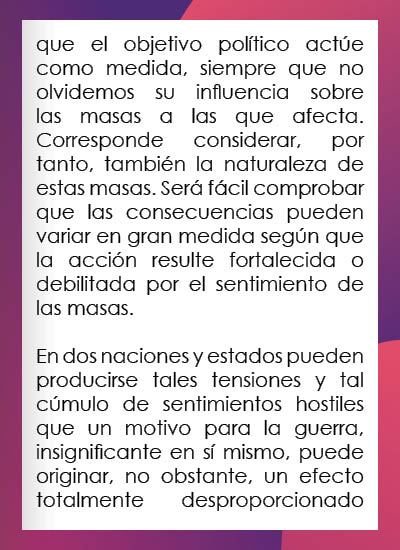 que el objetivo político actúe
como medida, siempre que no
olvidemos su influencia sobre
las masas a las que afecta.
Corresponde considerar, por
tanto, también la naturaleza de
estas masas. Será fácil comprobar
que las consecuencias pueden
variar en gran medida según que
la acción resulte fortalecida o
debilitada por el sentimiento de
las masas.

En dos naciones y estados pueden
producirse tales tensiones y tal
cúmulo de sentimientos hostiles
que un motivo para la guerra,
insignificante en sí mismo, puede
originar, no obstante, un efecto
totalmente desproporcionado